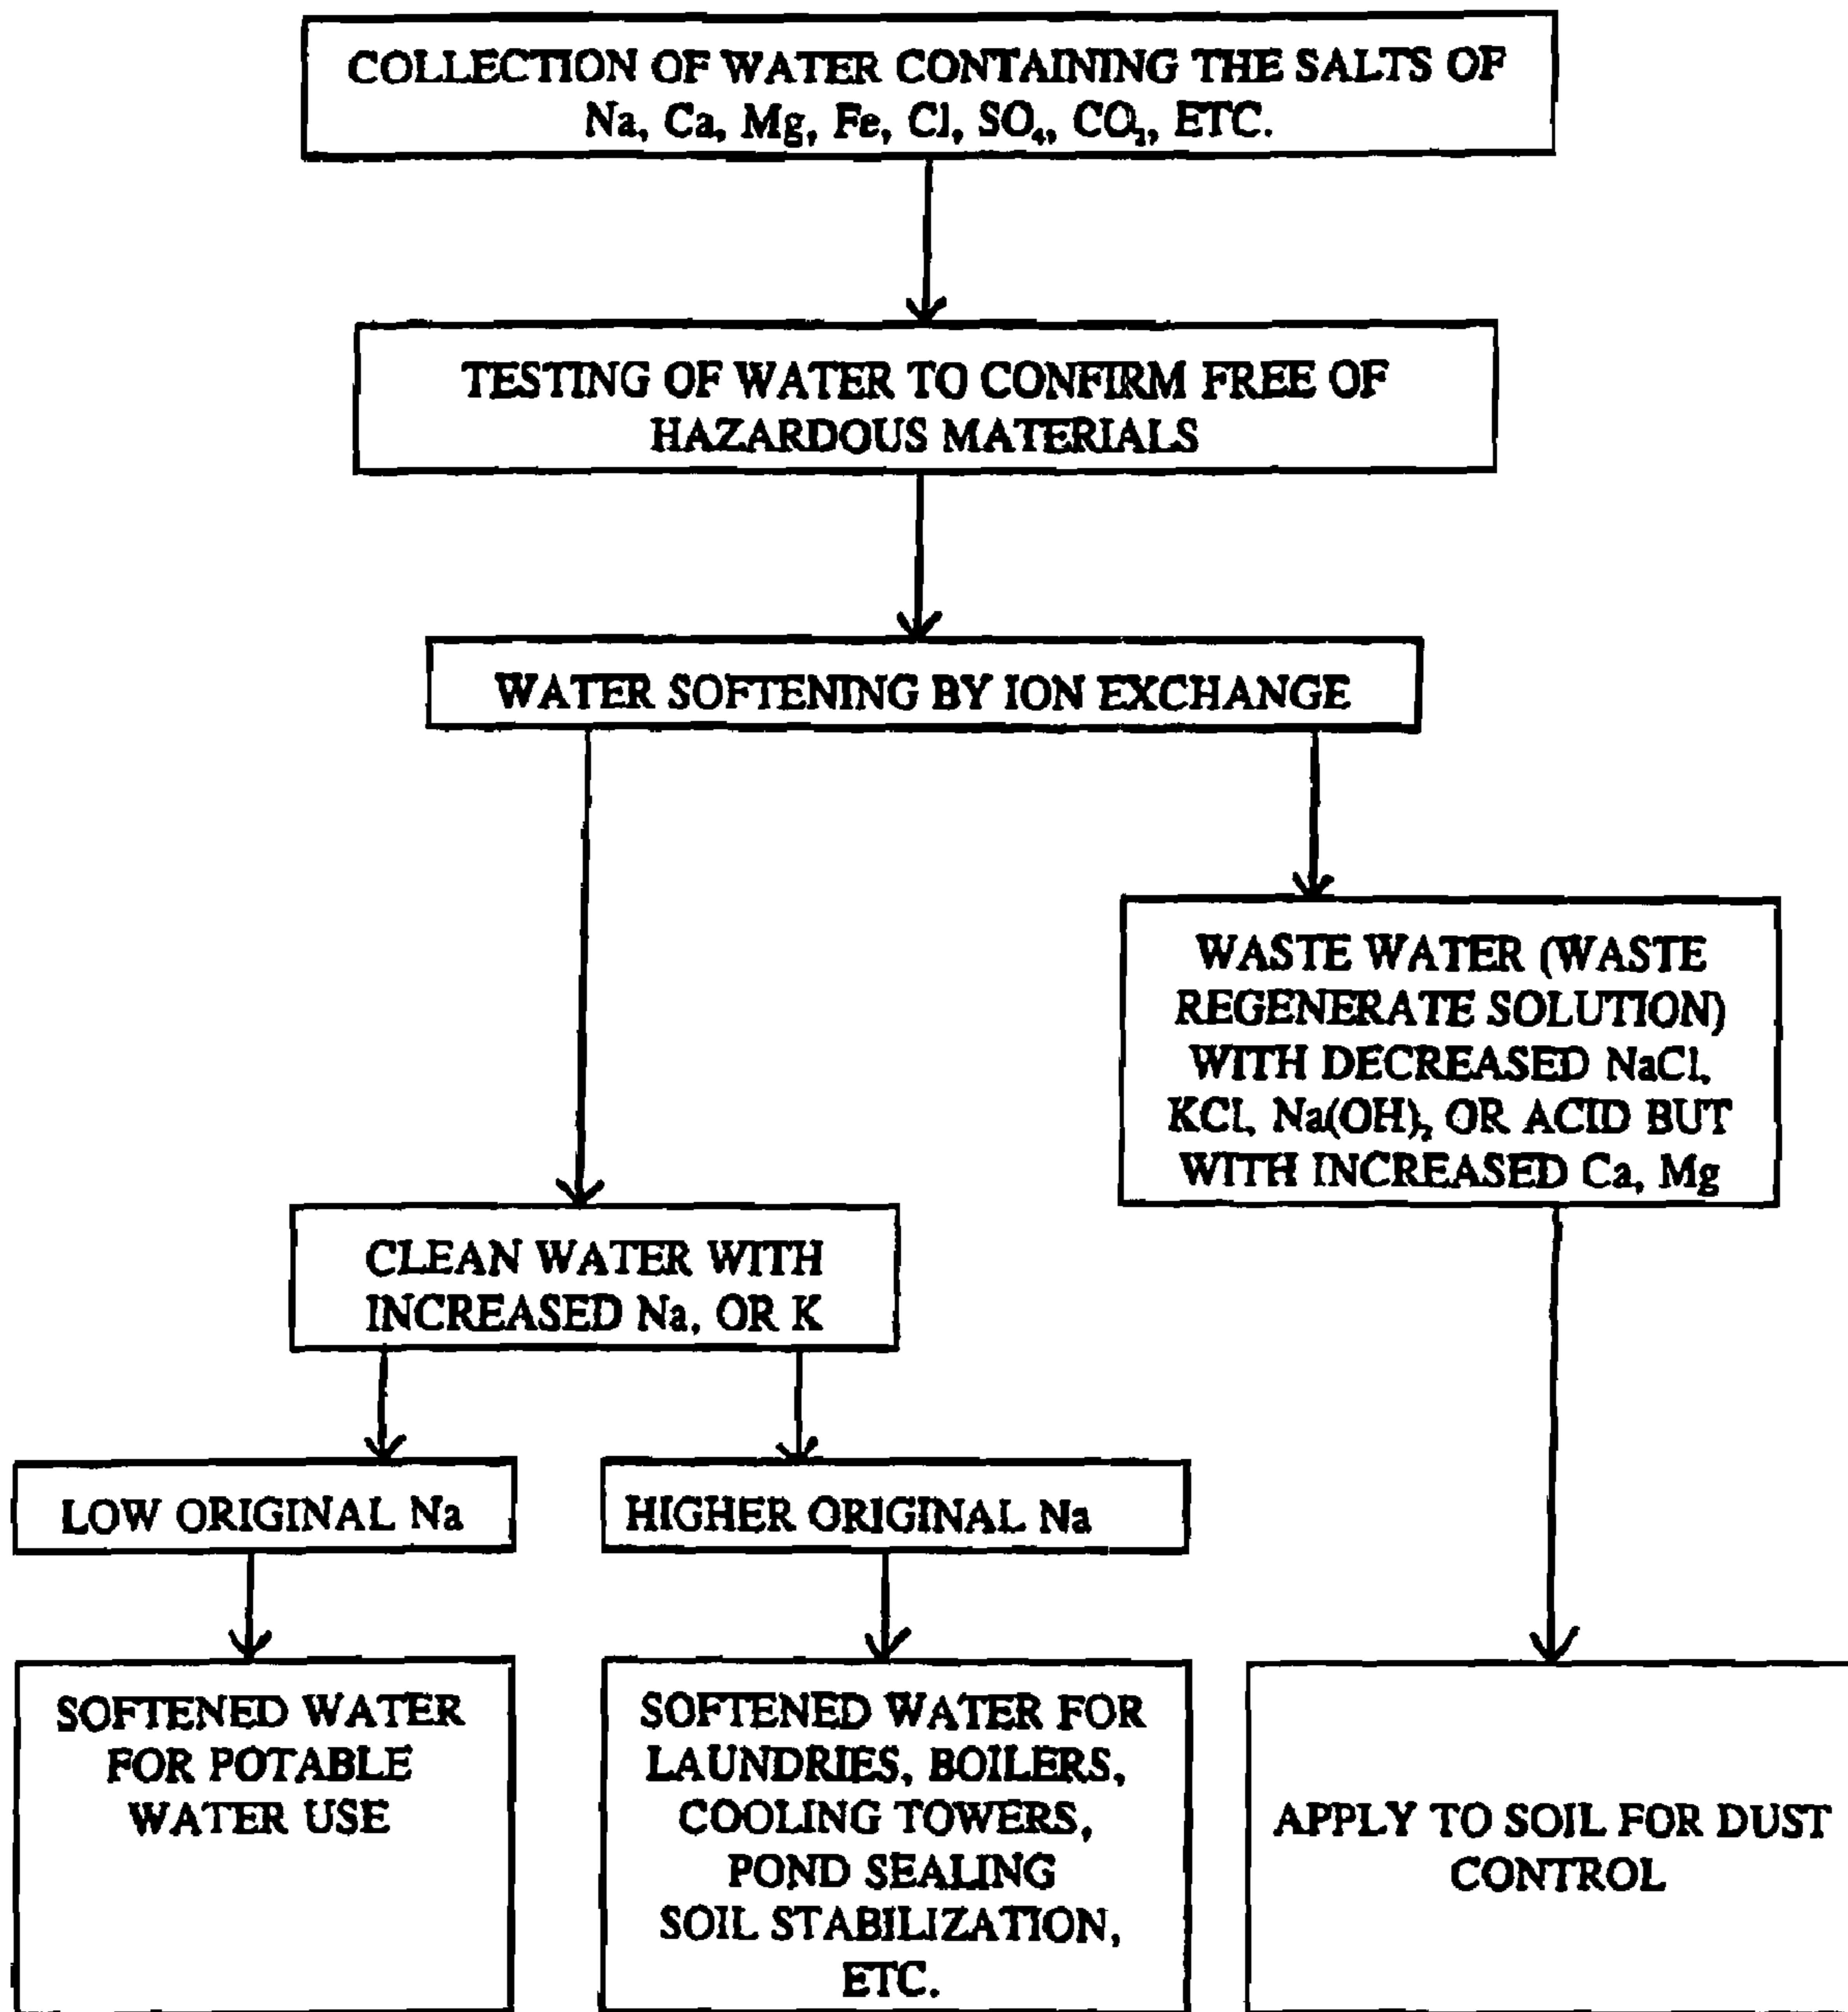 COLLECTION OF WATER CONTAINING THE SALTS OF
Na, Ca, Mg, Fe, Cl, SO₄, CO₃, ETC.
TESTING OF WATER TO CONFIRM FREE OF
HAZARDOUS MATERIALS
WATER SOFTENING BY ION EXCHANGE
WASTE WATER (WASTE
REGENERATE SOLUTION)
WITH DECREASED NaCl,
KCl, Na(OH)₂ OR ACID BUT
WITH INCREASED Ca, Mg
CLEAN WATER WITH
INCREASED Na, OR K
LOW ORIGINAL Na
HIGHER ORIGINAL Na
SOFTENED WATER
FOR POTABLE
WATER USE
SOFTENED WATER FOR
LAUNDRIES, BOILERS,
COOLING TOWERS,
POND SEALING
SOIL STABILIZATION,
ETC.
APPLY TO SOIL FOR DUST
CONTROL